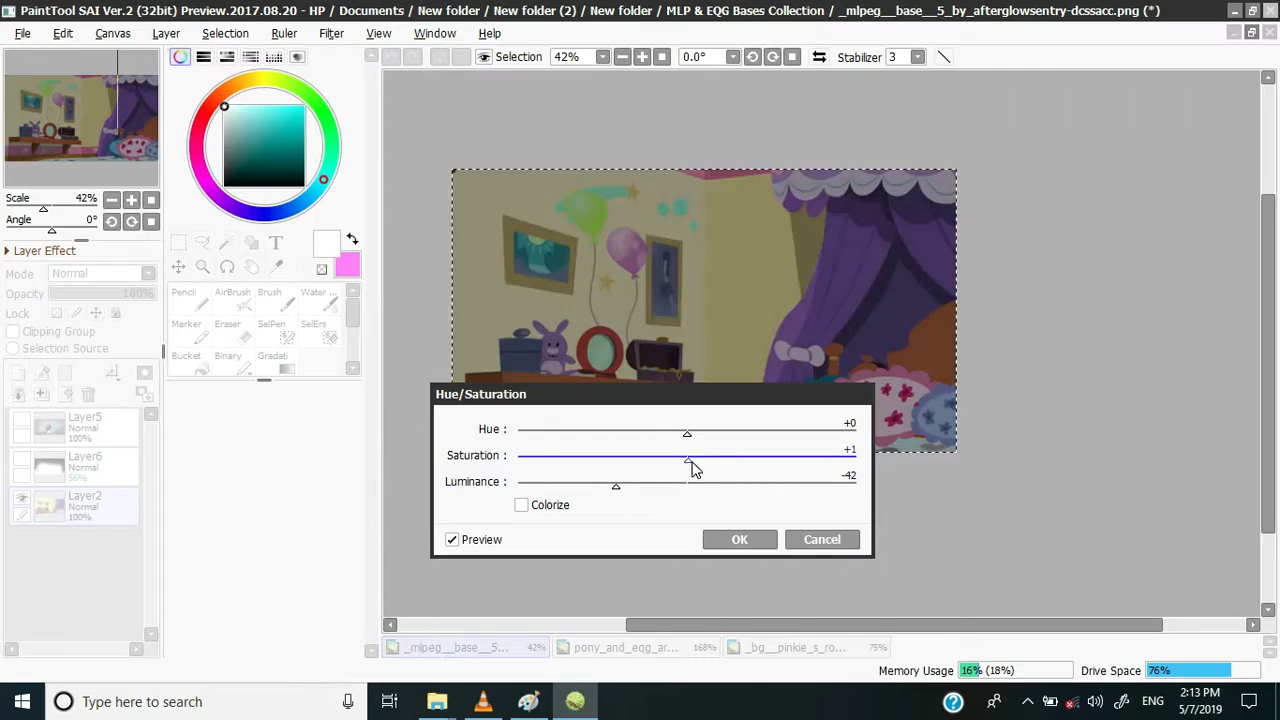 PaintTool SAI Ver.2 (32bit) Preview.2017.08.20 - HP / Documents / New folder / New folder (2) / New folder / MLP & EQG Bases Collection / _mlpeg__base__5_by_afterglowsentry-dcssacc.png (*)
File Edit Canvas Layer Selection Ruler Filter View Window Help
Selection 42% 0.0° Stabilizer 3
Scale 42%
Angle 0°
Layer Effect
Mode Normal
Opacity 100%
Lock
Clipping Group
Selection Source
Layer5
Normal
100%
Layer6
Normal
56%
Layer2
Normal
100%
T
Pencil AirBrush Brush Water ...
Marker Eraser SelPen SelErs
Bucket Binary Gradati
Hue/Saturation
Hue : +0
Saturation : +1
Luminance : -42
Colorize
Preview OK Cancel
_mlpeg__base__5... 42% pony_and_eqg_ar... 168% _bg__pinkie_s_ro... 75%
Memory Usage 16% (18%) Drive Space 76%
Type here to search ENG 2:13 PM
5/7/2019